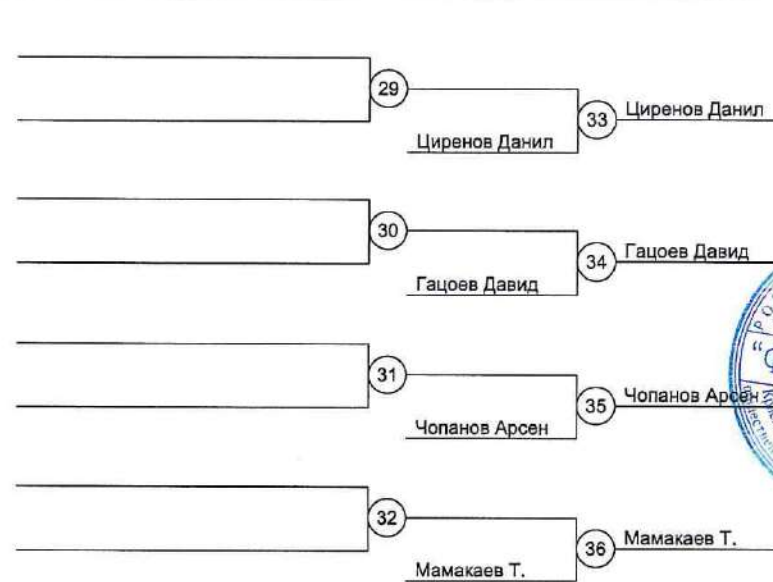 29
Циренов Данил
33
Циренов Данил
30
Гацоев Давид
34
Гацоев Давид
31
Чопанов Арсен
35
Чопанов Арсен
32
Мамакаев Т.
36
Мамакаев Т.